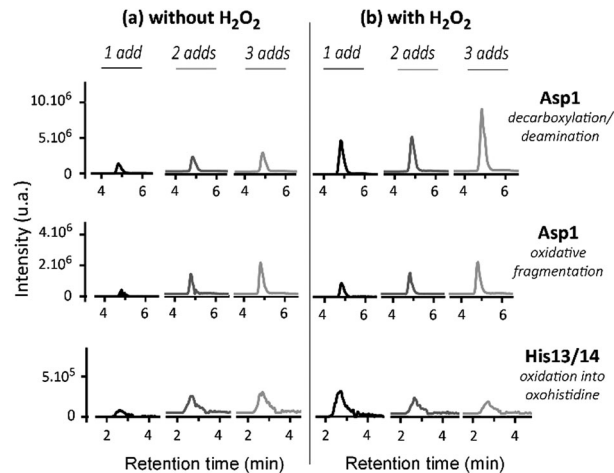 (a) without H₂O₂ (b) with H₂O₂
1 add 2 adds 3 adds 1 add 2 adds 3 adds
Asp1
decarboxylation/
deamination
10.10⁶
5.10⁶
0
4 6 4 6 4 6 4 6 4 6 4 6
Asp1
oxidative
fragmentation
4.10⁶
2.10⁶
0
4 6 4 6 4 6 4 6 4 6 4 6
His13/14
oxidation into
oxohistidine
5.10⁵
0
2 4 2 4 2 4 2 4 2 4 2 4
Intensity (u.a.)
Retention time (min) Retention time (min)